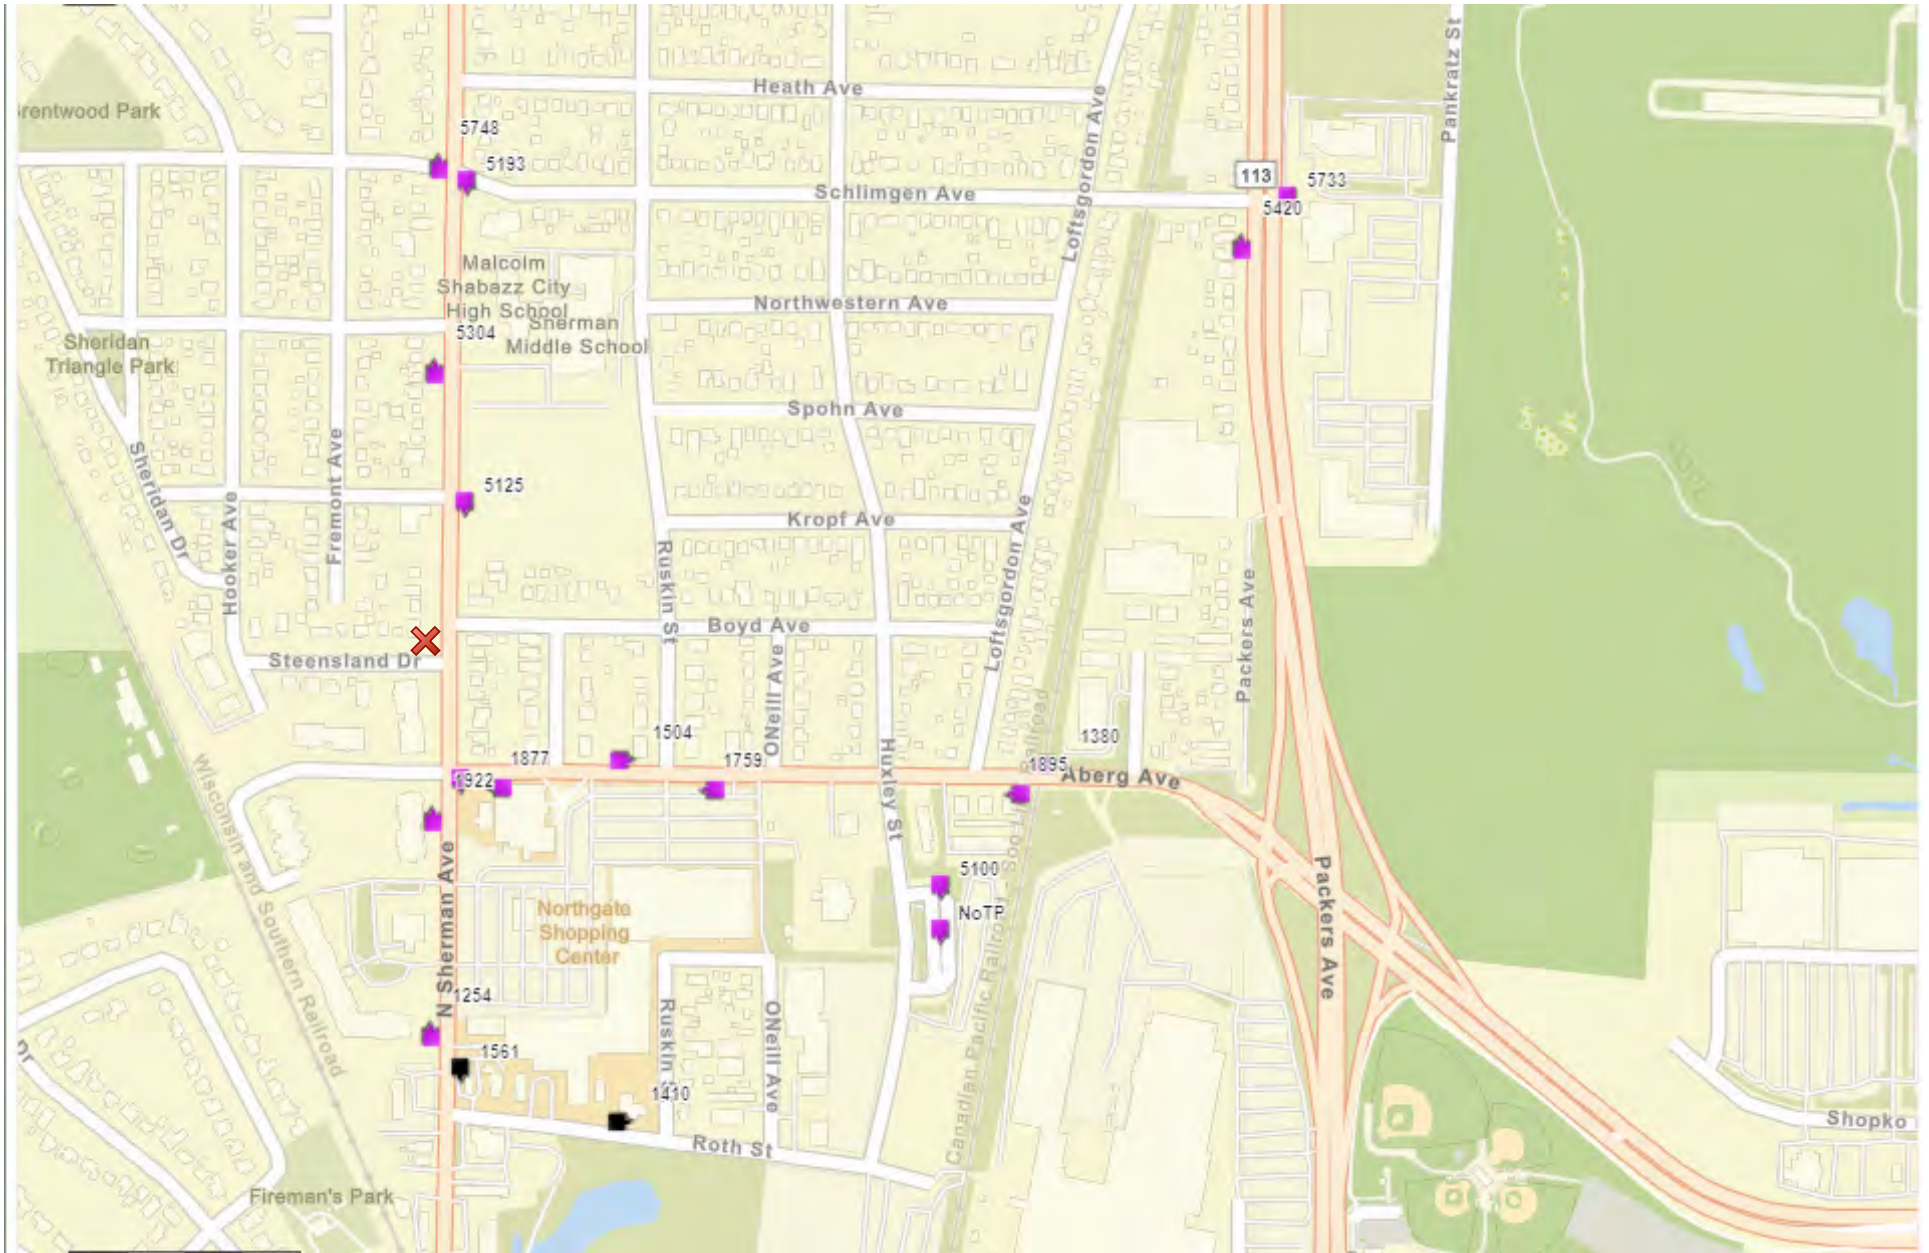 Pankratz St
Heath Ave
Brentwood Park
Loftsgordon Ave
5748
5193
113
5733
Schlimgen Ave
5420
Malcolm
Shabazz City
High School
Northwestern Ave
5304
Sherman
Middle School
Sheridan
Triangle Park
Spohn Ave
Sheridan Dr
Fremont Ave
5125
Hooker Ave
Kropf Ave
Loftsgordon Ave
Ruskin St
Packers Ave
Boyd Ave
Steensland Dr
ONeill Ave
1504
1380
1877
1759
1895
Aberg Ave
1922
Huxley St
Wisconsin and Southern Railroad
N Sherman Ave
Packers Ave
5100
Northgate
Shopping
Center
NoTP
Canadian Pacific Railroad - Soo Line Railroad
1254
Ruskin St
ONeill Ave
Dr
1561
1410
Shopko
Roth St
Fireman's Park